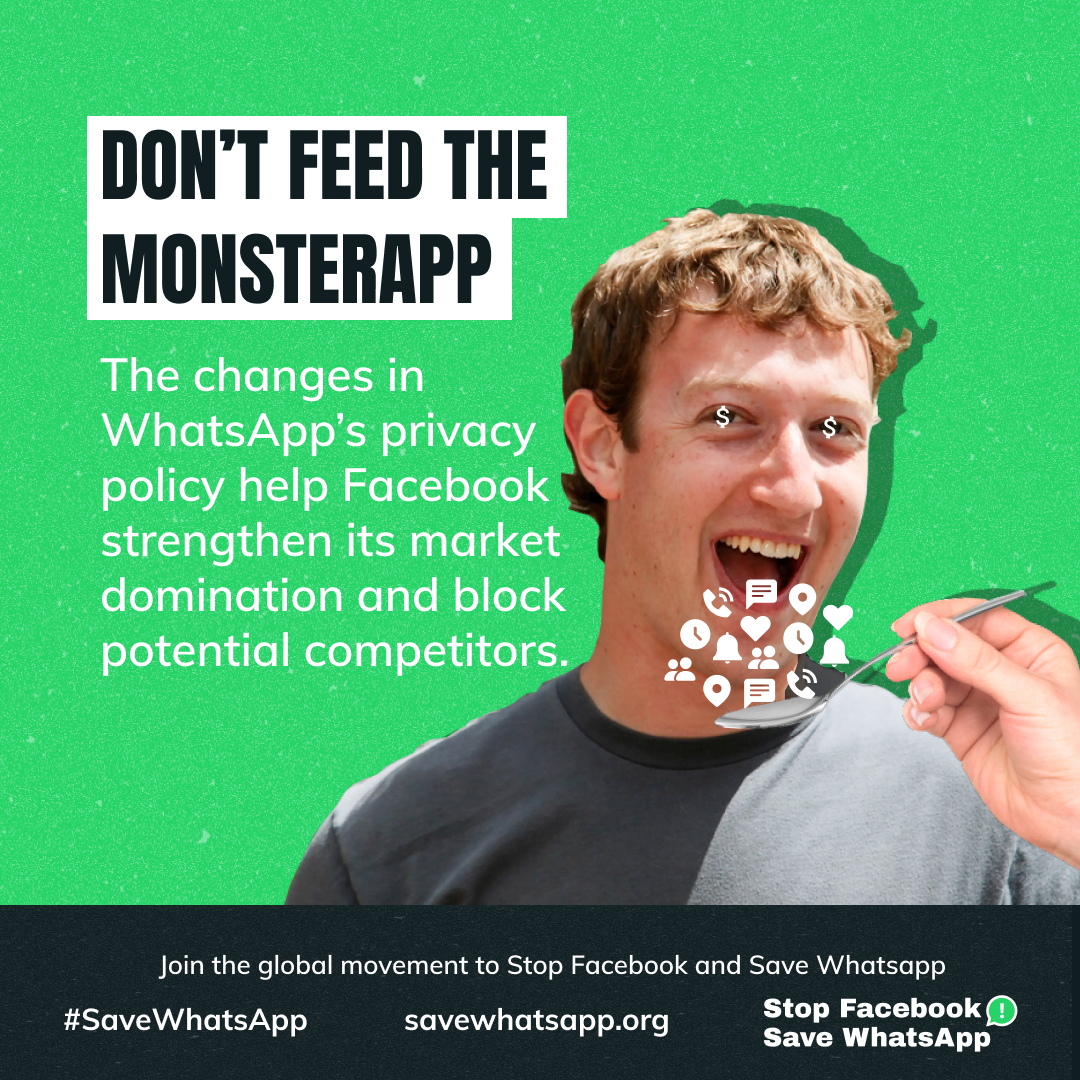 DON’T FEED THE
MONSTERAPP
The changes in
WhatsApp’s privacy
policy help Facebook
strengthen its market
domination and block
potential competitors.
$ $
Join the global movement to Stop Facebook and Save Whatsapp
#SaveWhatsApp
savewhatsapp.org
Stop Facebook
Save WhatsApp
!